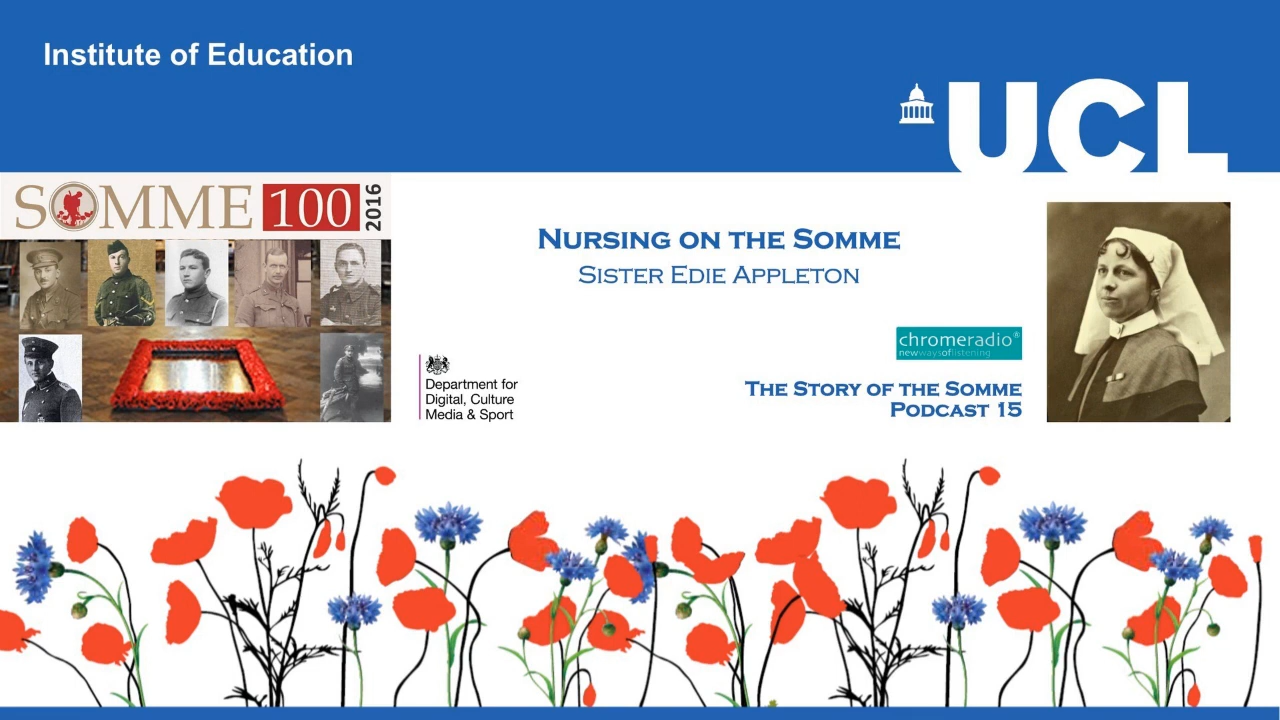 Institute of Education
UCL
SOMME 100 2016
NURSING ON THE SOMME
SISTER EDIE APPLETON
chromeradio®
newwaysoflistening
Department for
Digital, Culture
Media & Sport
THE STORY OF THE SOMME
PODCAST 15